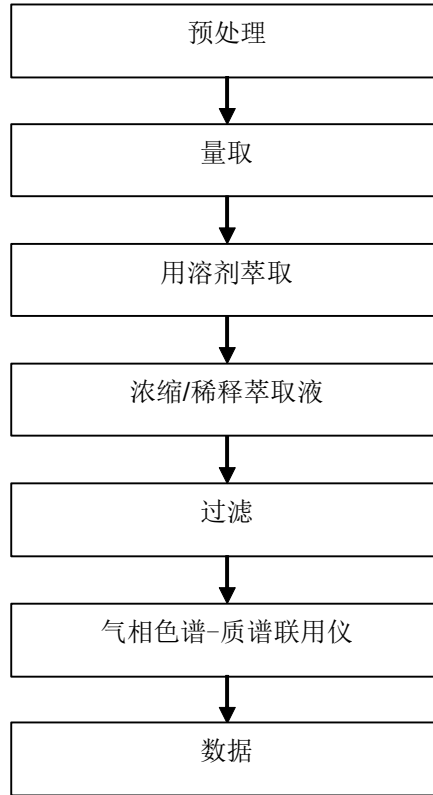 预处理
量取
用溶剂萃取
浓缩/稀释萃取液
过滤
气相色谱-质谱联用仪
数据